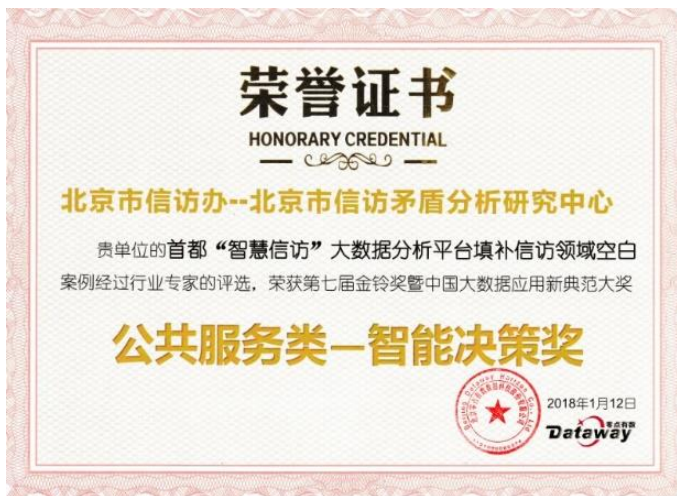 荣誉证书
HONORARY CREDENTIAL
北京市信访办--北京市信访矛盾分析研究中心
贵单位的首都“智慧信访”大数据分析平台填补信访领域空白
案例经过行业专家的评选，荣获第七届金铃奖暨中国大数据应用新典范大奖
公共服务类—智能决策奖
2018年1月12日
零点有数
Dataway